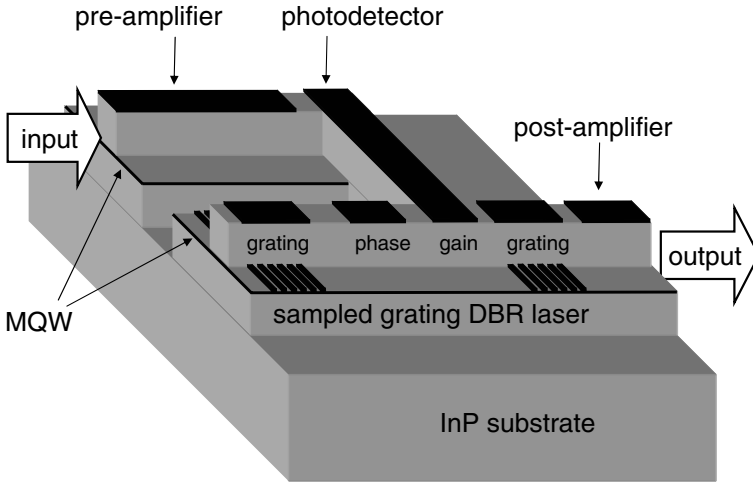 pre-amplifier
photodetector
input
post-amplifier
grating
phase
gain
grating
output
MQW
sampled grating DBR laser
InP substrate